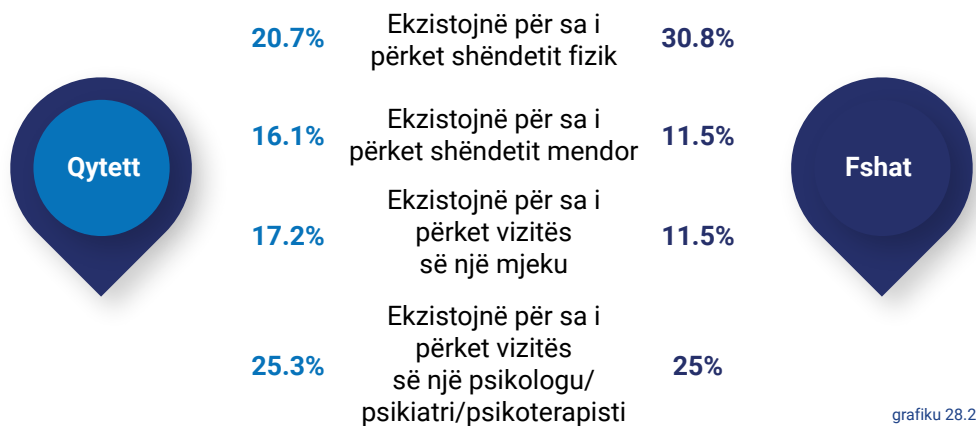 20.7%
Ekzistojnë për sa i
përket shëndetit fizik
30.8%
Qytett
16.1%
Ekzistojnë për sa i
përket shëndetit mendor
11.5%
Fshat
17.2%
Ekzistojnë për sa i
përket vizitës
së një mjeku
11.5%
25.3%
Ekzistojnë për sa i
përket vizitës
së një psikologu/
psikiatri/psikoterapisti
25%
grafiku 28.2